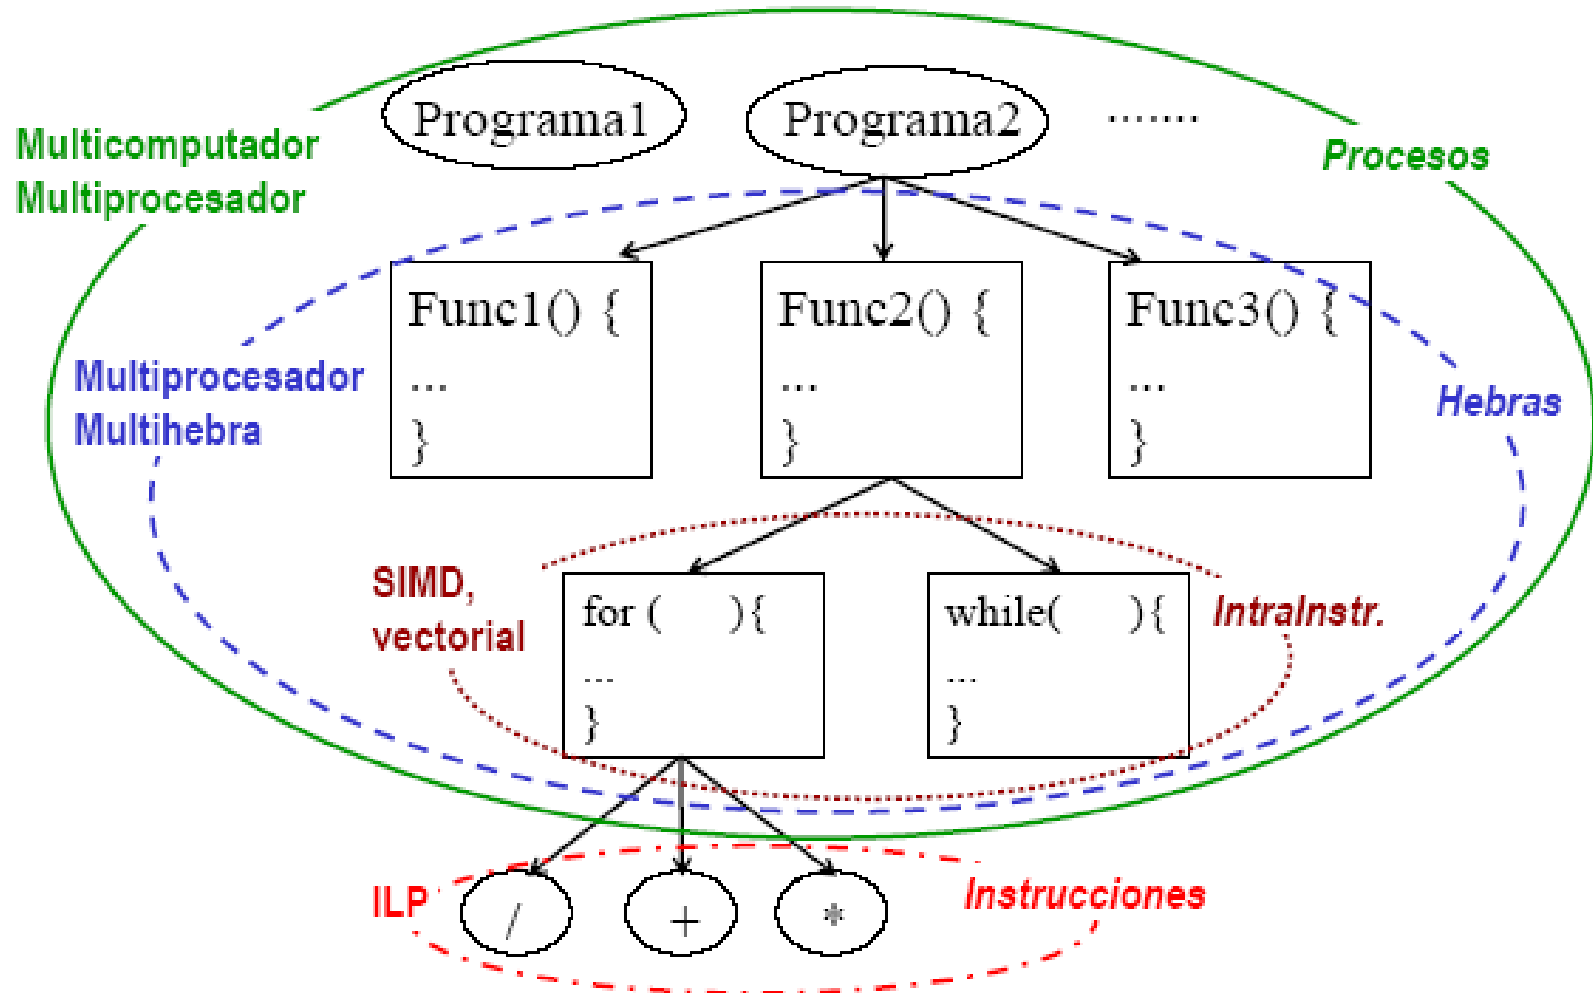 Programa1
Programa2
.......
Multicomputador
Multiprocesador
Procesos
Func1() {
...
}
Func2() {
...
}
Func3() {
...
}
Multiprocesador
Multihebra
Hebras
SIMD,
vectorial
for ( ){
...
}
while( ){
...
}
IntraInstr.
ILP
/
+
*
Instrucciones